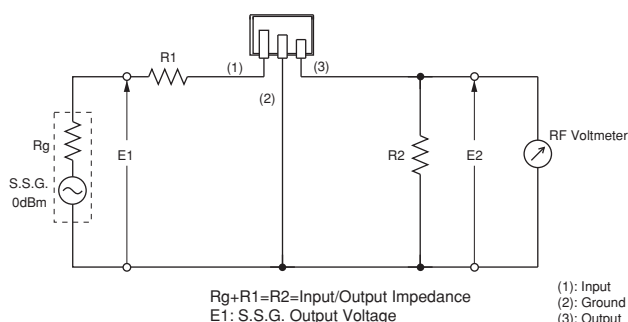 R1
(1)
(3)
(2)
Rg
E1
R2
E2
RF Voltmeter
S.S.G.
0dBm
Rg+R1=R2=Input/Output Impedance
E1: S.S.G. Output Voltage
(1): Input
(2): Ground
(3): Output